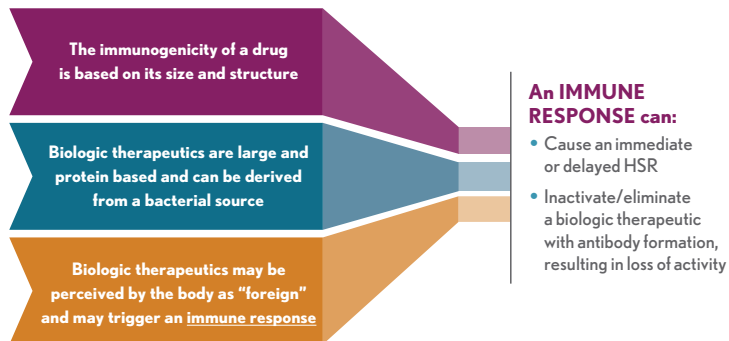 The immunogenicity of a drug
is based on its size and structure
Biologic therapeutics are large and
protein based and can be derived
from a bacterial source
Biologic therapeutics may be
perceived by the body as “foreign”
and may trigger an immune response
An IMMUNE
RESPONSE can:
• Cause an immediate
or delayed HSR
• Inactivate/eliminate
a biologic therapeutic
with antibody formation,
resulting in loss of activity